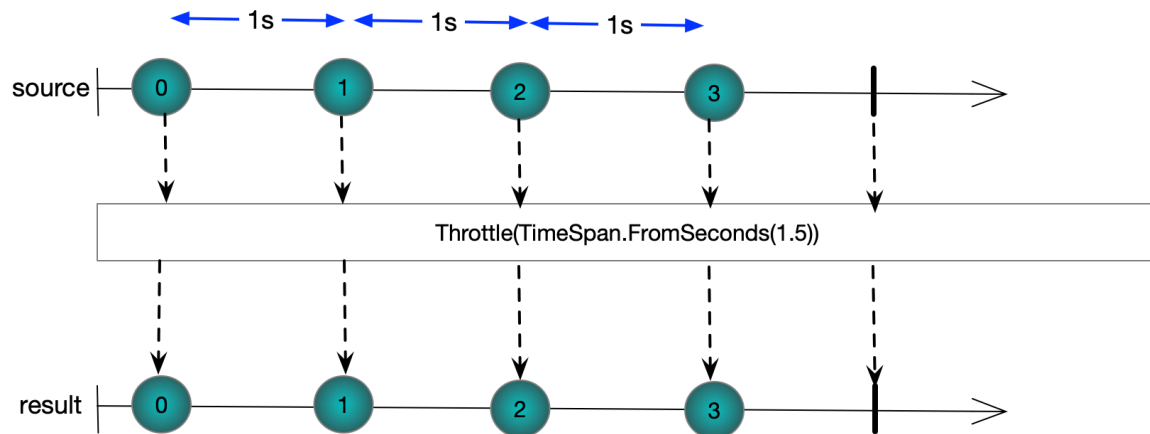 1s 1s 1s
source 0 1 2 3
Throttle(TimeSpan.FromSeconds(1.5))
result 0 1 2 3